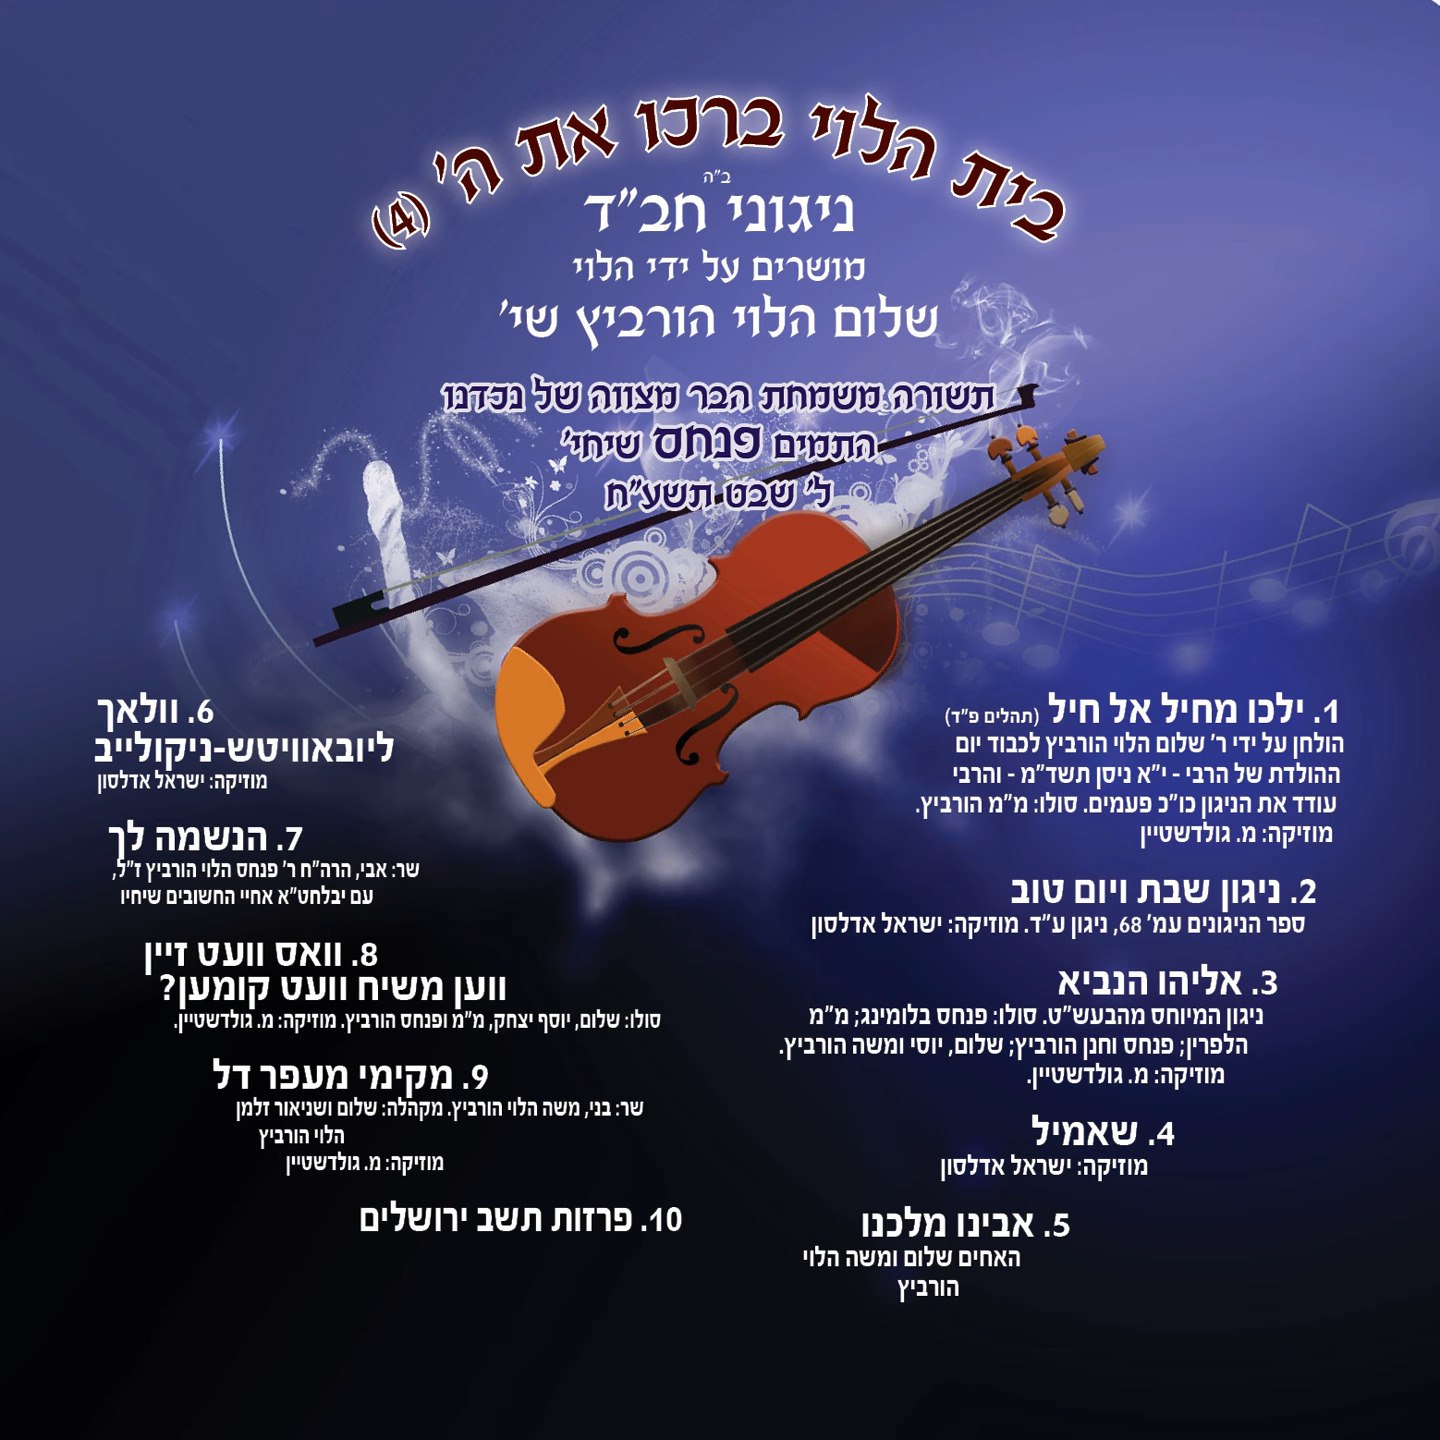 בית הלוי ברכו את ה' (4)
ב"ה
ניגוני חב"ד
מושרים על ידי הלוי
שלום הלוי הורביץ שי'
תשורה משמחת הבר מצווה של נכדנו
התמים פנחס שיחי'
ל' שבט תשע"ח
1. ילכו מחיל אל חיל (תהלים פ"ד)
הולחן על ידי ר' שלום הלוי הורביץ לכבוד יום
ההולדת של הרבי - י"א ניסן תשד"מ - והרבי
עודד את הניגון כו"כ פעמים. סולו: מ"מ הורביץ.
מוזיקה: מ. גולדשטיין
2. ניגון שבת ויום טוב
ספר הניגונים עמ' 68, ניגון ע"ד. מוזיקה: ישראל אדלסון
3. אליהו הנביא
ניגון המיוחס מהבעש"ט. סולו: פנחס בלומינג; מ"מ
הלפרין; פנחס וחנן הורביץ; שלום, יוסי ומשה הורביץ.
מוזיקה: מ. גולדשטיין.
4. שאמיל
מוזיקה: ישראל אדלסון
5. אבינו מלכנו
האחים שלום ומשה הלוי
הורביץ
6. וולאך
ליובאוויטש-ניקולייב
מוזיקה: ישראל אדלסון
7. הנשמה לך
שר: אבי, הרה"ח ר' פנחס הלוי הורביץ ז"ל,
עם יבלחט"א אחיי החשובים שיחיו
8. וואס וועט זיין
ווען משיח וועט קומען?
סולו: שלום, יוסף יצחק, מ"מ ופנחס הורביץ. מוזיקה: מ. גולדשטיין.
9. מקימי מעפר דל
שר: בני, משה הלוי הורביץ. מקהלה: שלום ושניאור זלמן
הלוי הורביץ
מוזיקה: מ. גולדשטיין
10. פרזות תשב ירושלים